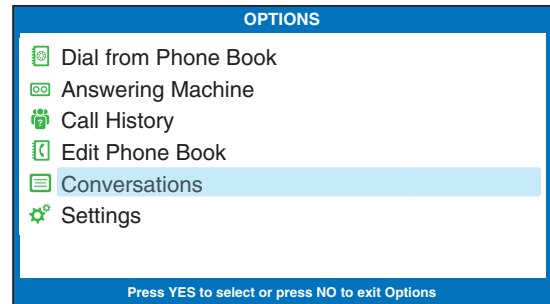 OPTIONS
Dial from Phone Book
Answering Machine
Call History
Edit Phone Book
Conversations
Settings
Press YES to select or press NO to exit Options